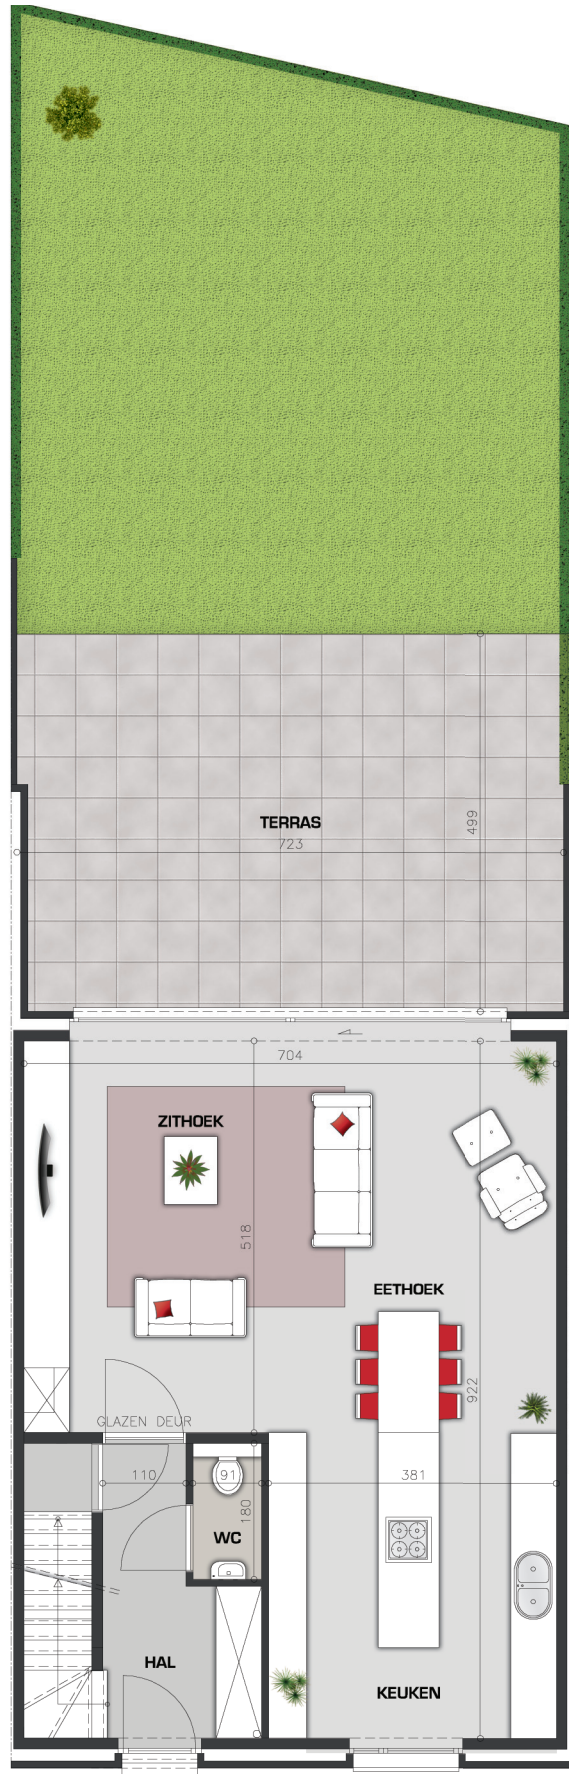 TERRAS
723
499
704
ZITHOEK
518
EETHOEK
922
GLAZEN DEUR
110
91
381
180
WC
HAL
KEUKEN